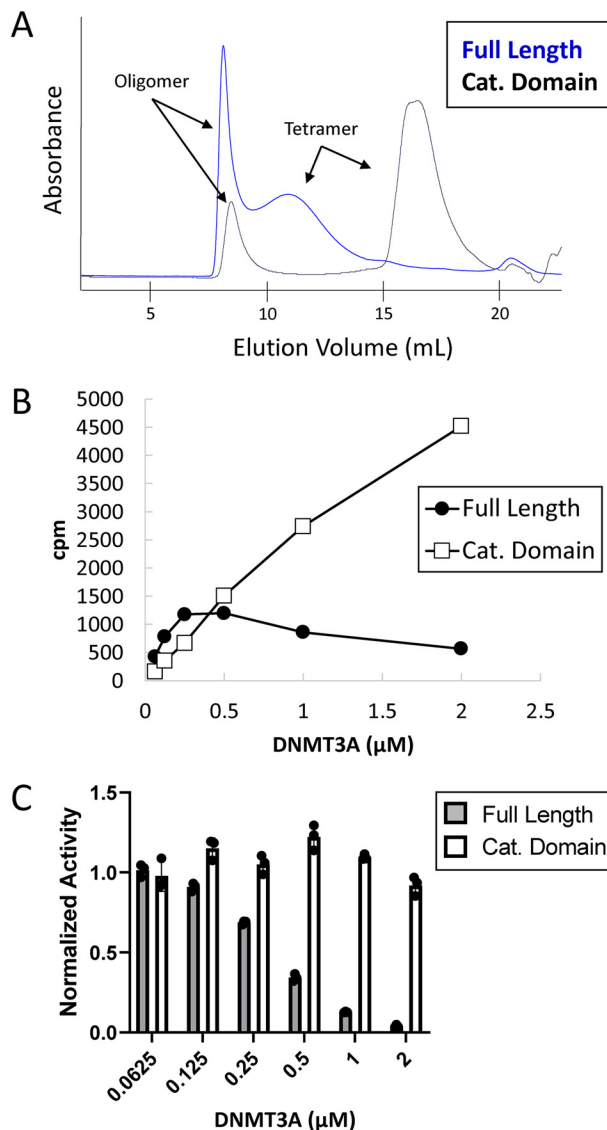 A
Full Length
Cat. Domain
Oligomer
Tetramer
Absorbance
5
10
15
20
Elution Volume (mL)
B
5000
4500
4000
3500
3000
2500
2000
1500
1000
500
0
cpm
Full Length
Cat. Domain
0
0.5
1
1.5
2
2.5
DNMT3A (μM)
C
1.5
1.0
0.5
0.0
Normalized Activity
Full Length
Cat. Domain
0.0625
0.125
0.25
0.5
1
2
DNMT3A (μM)